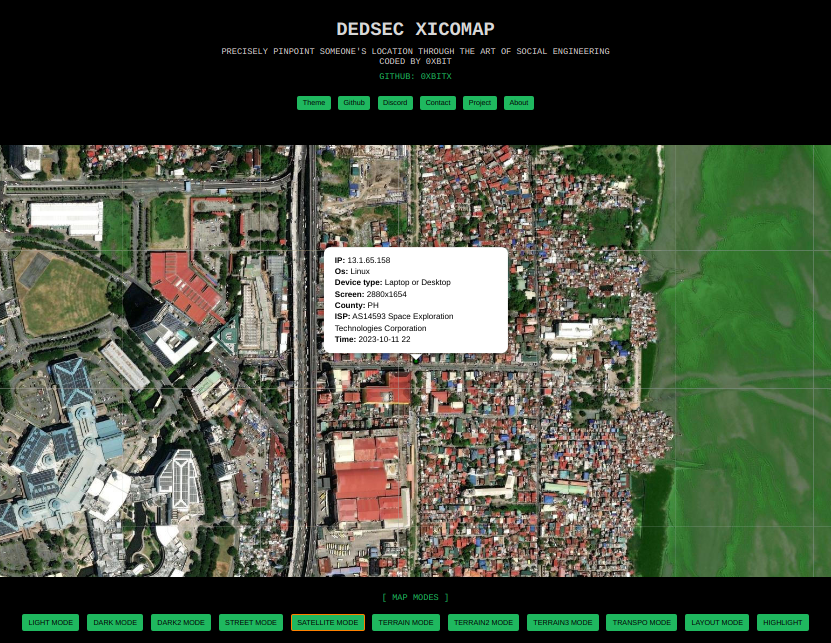 DEDSEC XICOMAP
PRECISELY PINPOINT SOMEONE'S LOCATION THROUGH THE ART OF SOCIAL ENGINEERING
CODED BY 0XBIT
GITHUB: 0XBITX
Theme Github Discord Contact Project About
IP: 13.1.65.158
Os: Linux
Device type: Laptop or Desktop
Screen: 2880x1654
County: PH
ISP: AS14593 Space Exploration
Technologies Corporation
Time: 2023-10-11 22
[ MAP MODES ]
LIGHT MODE DARK MODE DARK2 MODE STREET MODE SATELLITE MODE TERRAIN MODE TERRAIN2 MODE TERRAIN3 MODE TRANSPO MODE LAYOUT MODE HIGHLIGHT